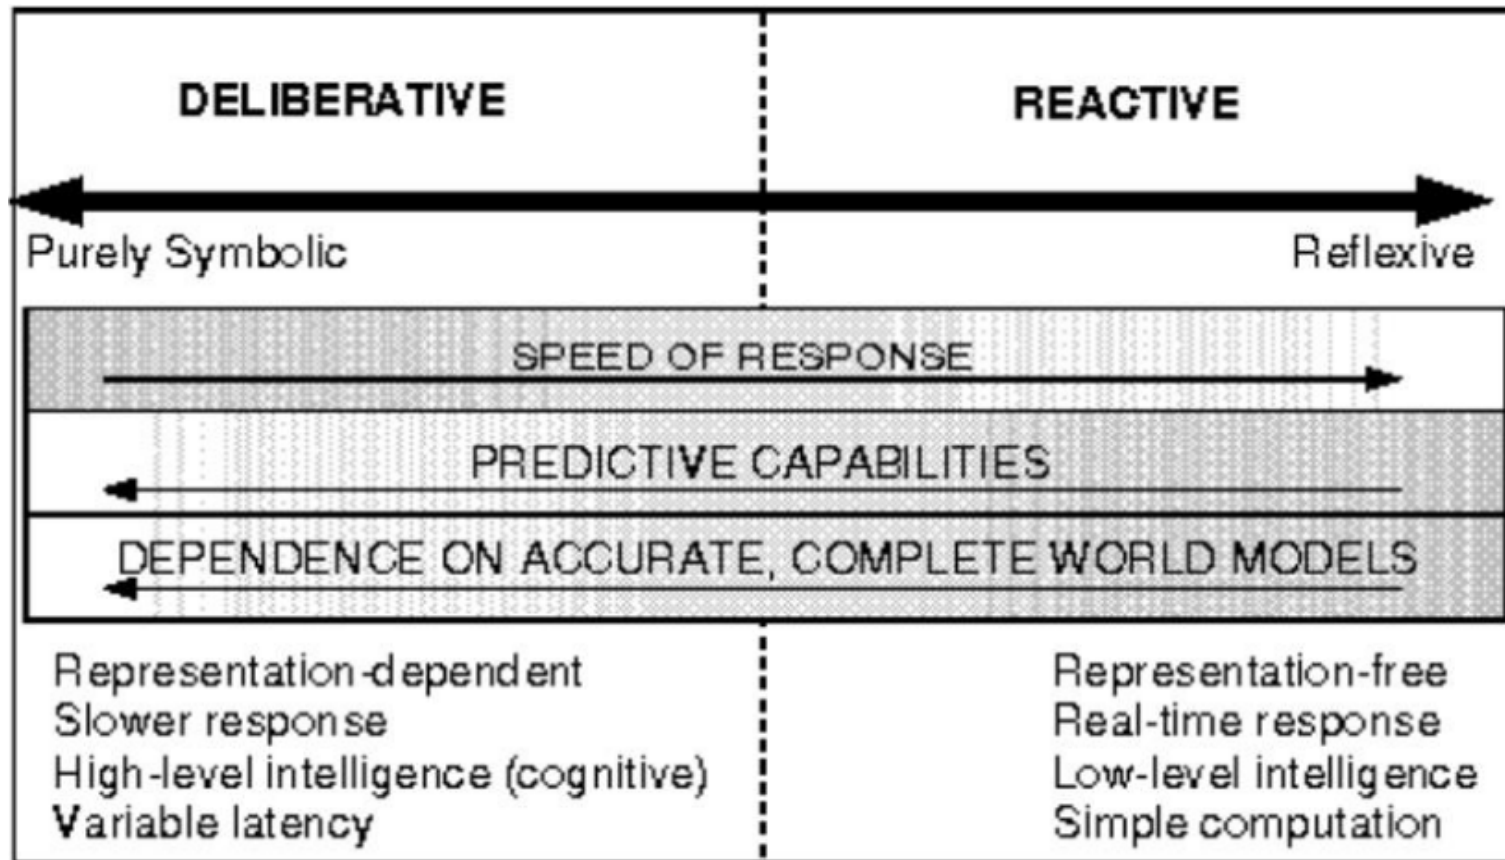 DELIBERATIVE
REACTIVE
Purely Symbolic
Reflexive
SPEED OF RESPONSE
PREDICTIVE CAPABILITIES
DEPENDENCE ON ACCURATE, COMPLETE WORLD MODELS
Representation-dependent
Slower response
High-level intelligence (cognitive)
Variable latency
Representation-free
Real-time response
Low-level intelligence
Simple computation